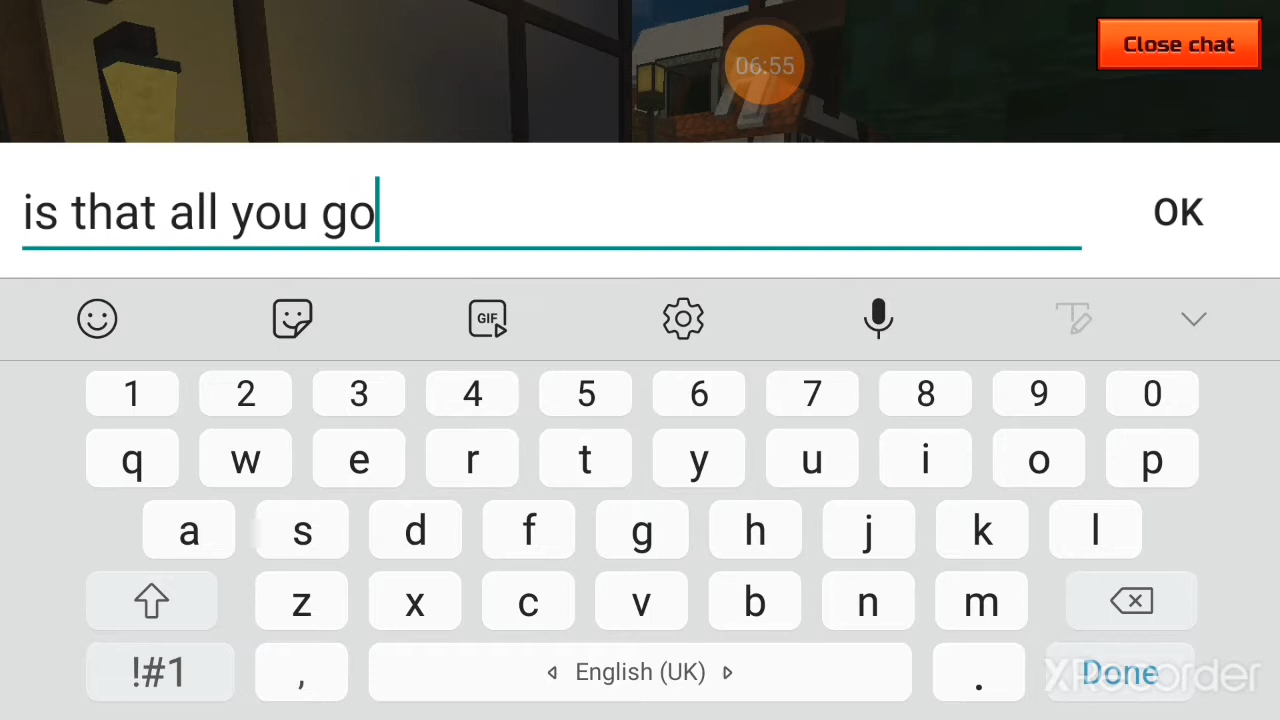 06:55
Close chat
is that all you go
OK
GIF
1 2 3 4 5 6 7 8 9 0
q w e r t y u i o p
a s d f g h j k l
z x c v b n m
!#1 , English (UK) . Done
XRecorder